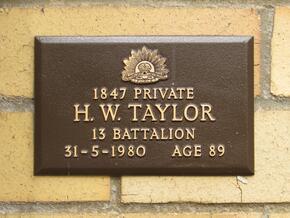 1847 PRIVATE
H. W. TAYLOR
13 BATTALION
31-5-1980 AGE 89